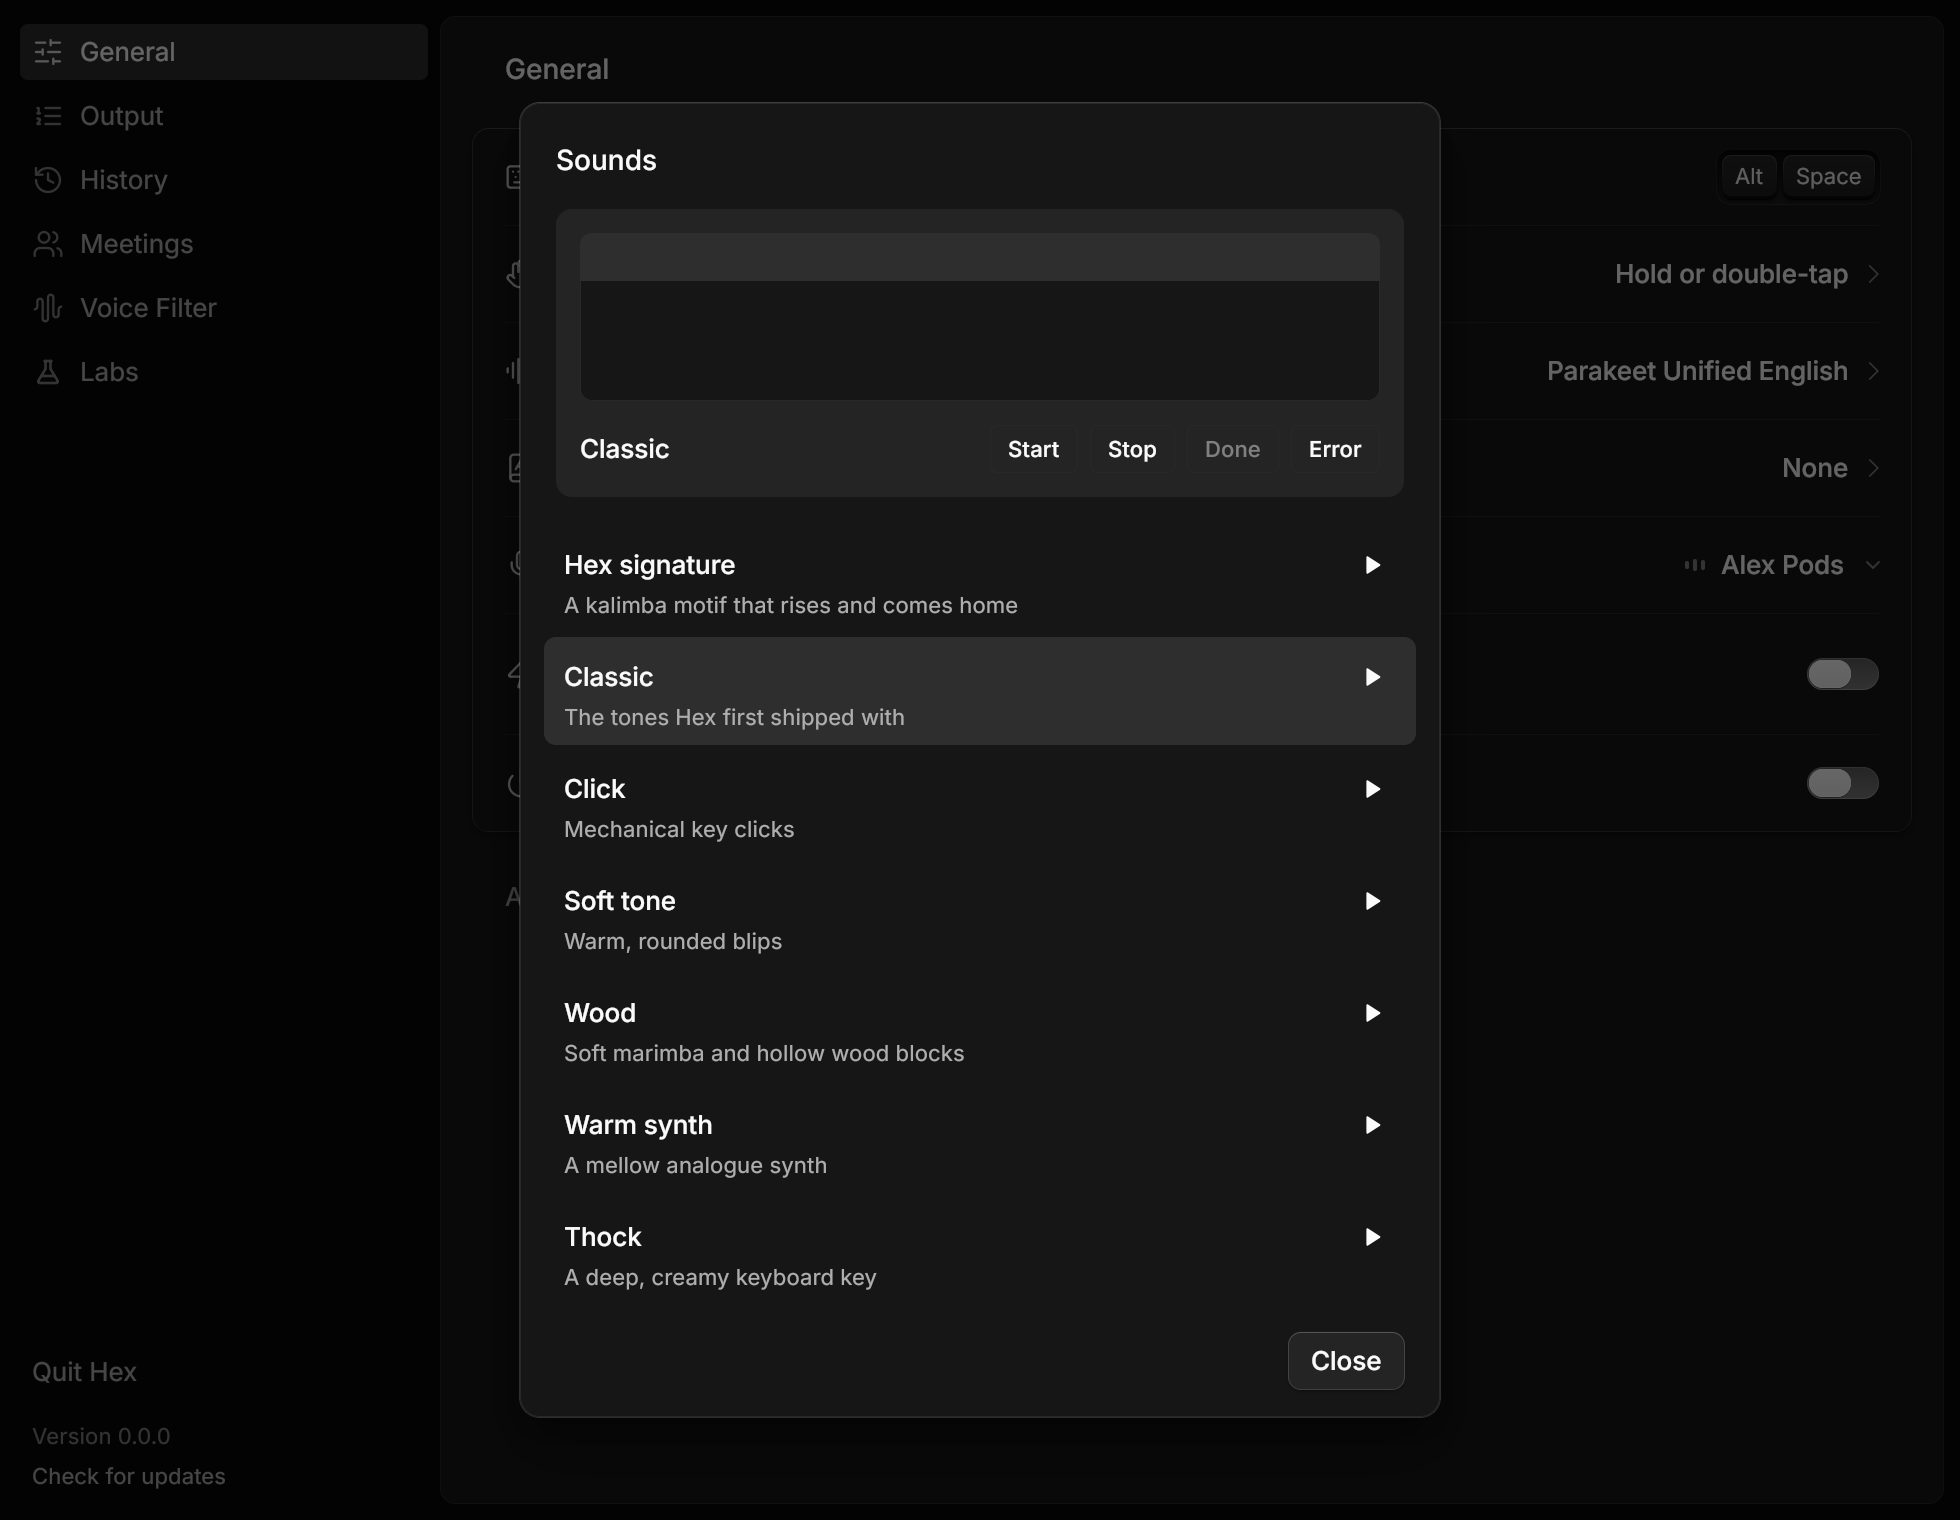 General
Output
History
Meetings
Voice Filter
Labs
Quit Hex
Version 0.0.0
Check for updates
General
Alt Space
Hold or double-tap
Parakeet Unified English
None
Alex Pods
Sounds
Classic
Start
Stop
Done
Error
Hex signature
A kalimba motif that rises and comes home
Classic
The tones Hex first shipped with
Click
Mechanical key clicks
Soft tone
Warm, rounded blips
Wood
Soft marimba and hollow wood blocks
Warm synth
A mellow analogue synth
Thock
A deep, creamy keyboard key
Close